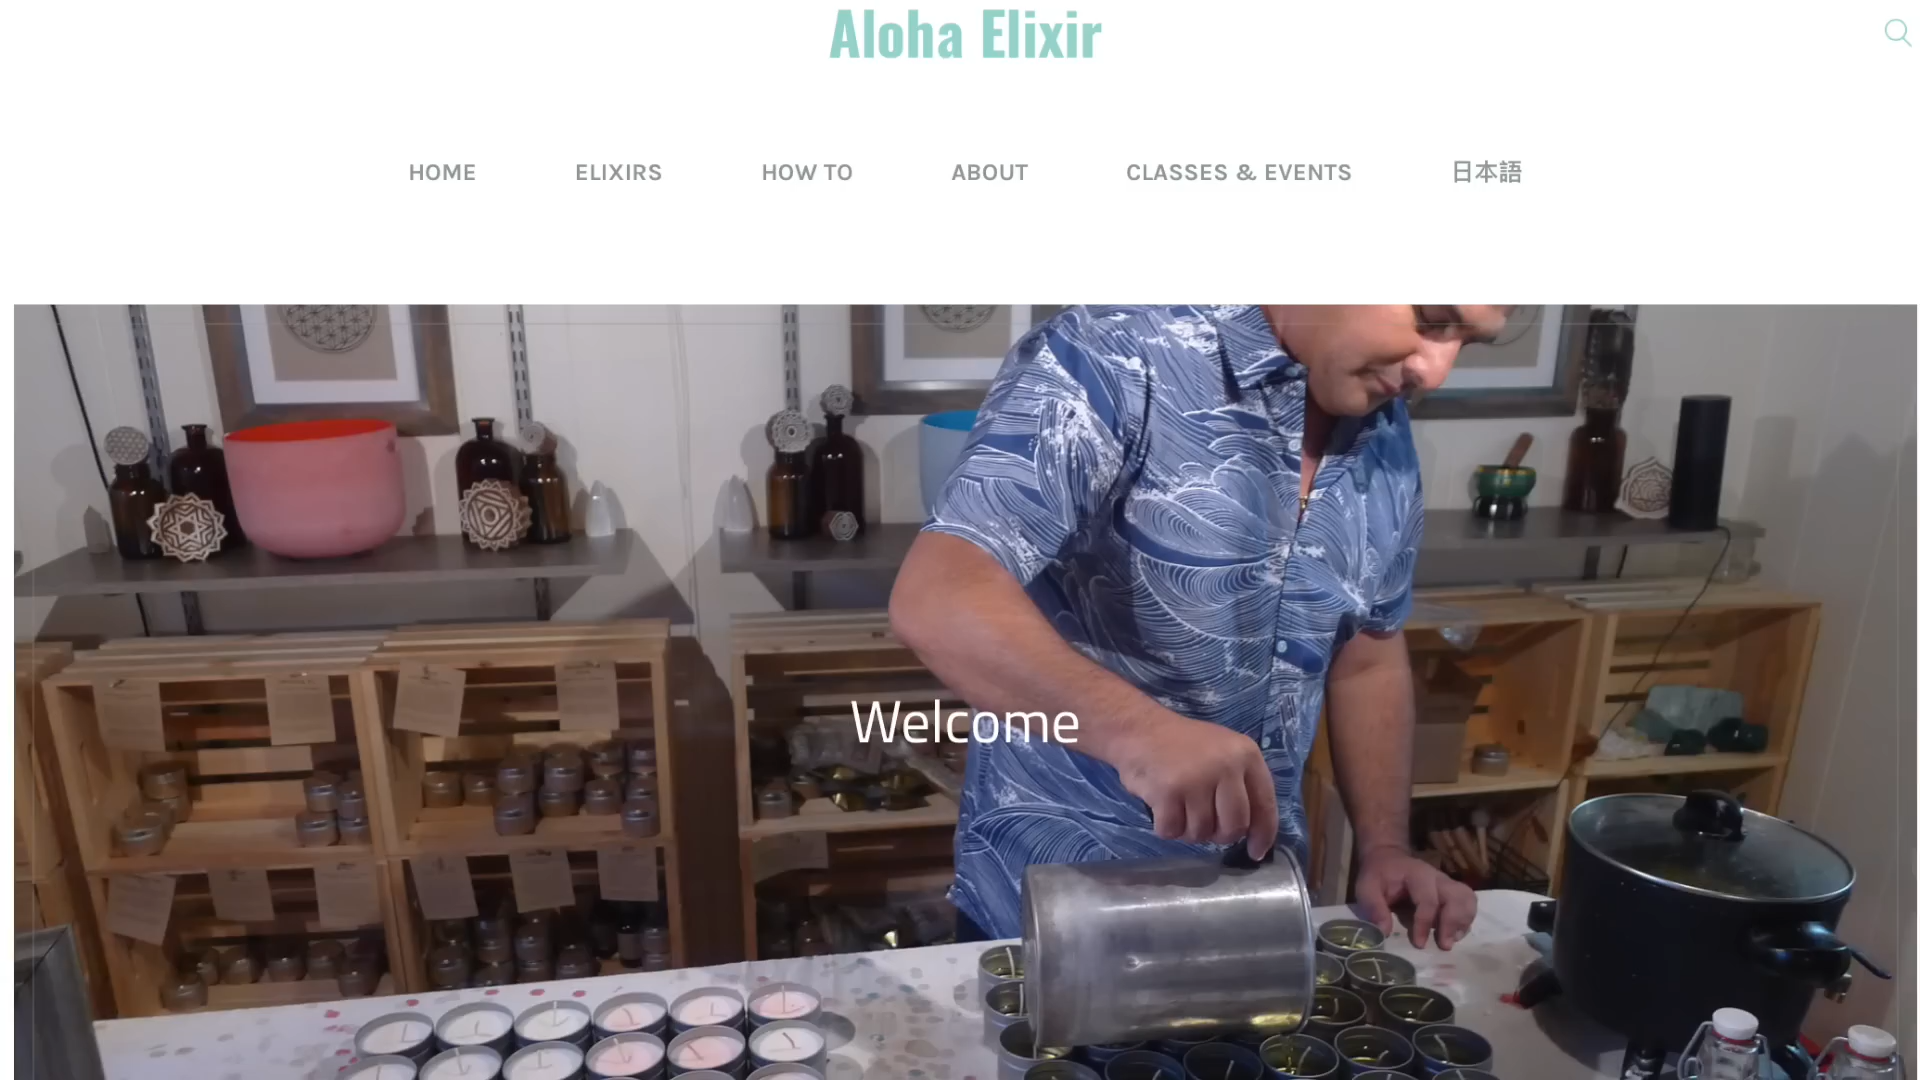 Aloha Elixir
HOME
ELIXIRS
HOW TO
ABOUT
CLASSES & EVENTS
日本語
Welcome